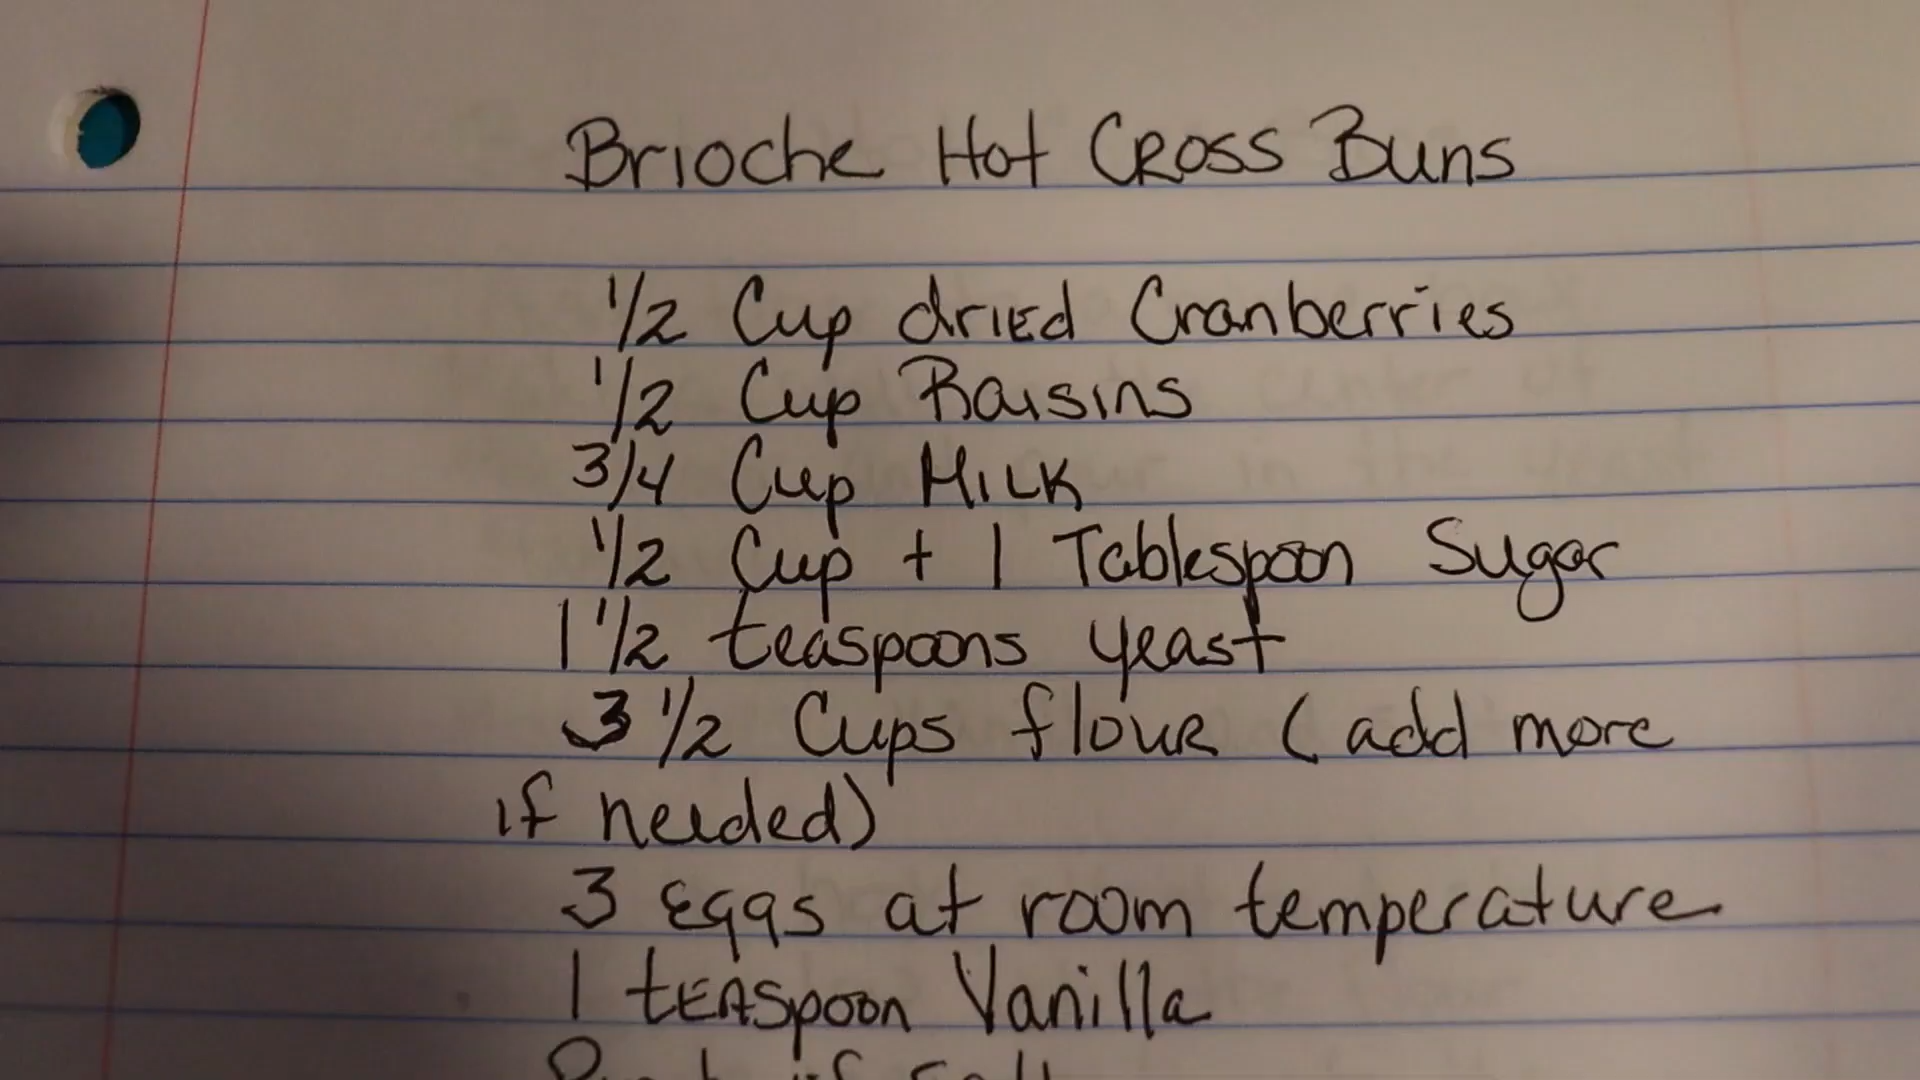 Brioche Hot Cross Buns
1/2 Cup dried Cranberries
1/2 Cup Raisins
3/4 Cup Milk
1/2 Cup + 1 Tablespoon Sugar
1 1/2 teaspoons yeast
3 1/2 Cups flour (add more
if needed)
3 Eggs at room temperature
1 teaspoon Vanilla